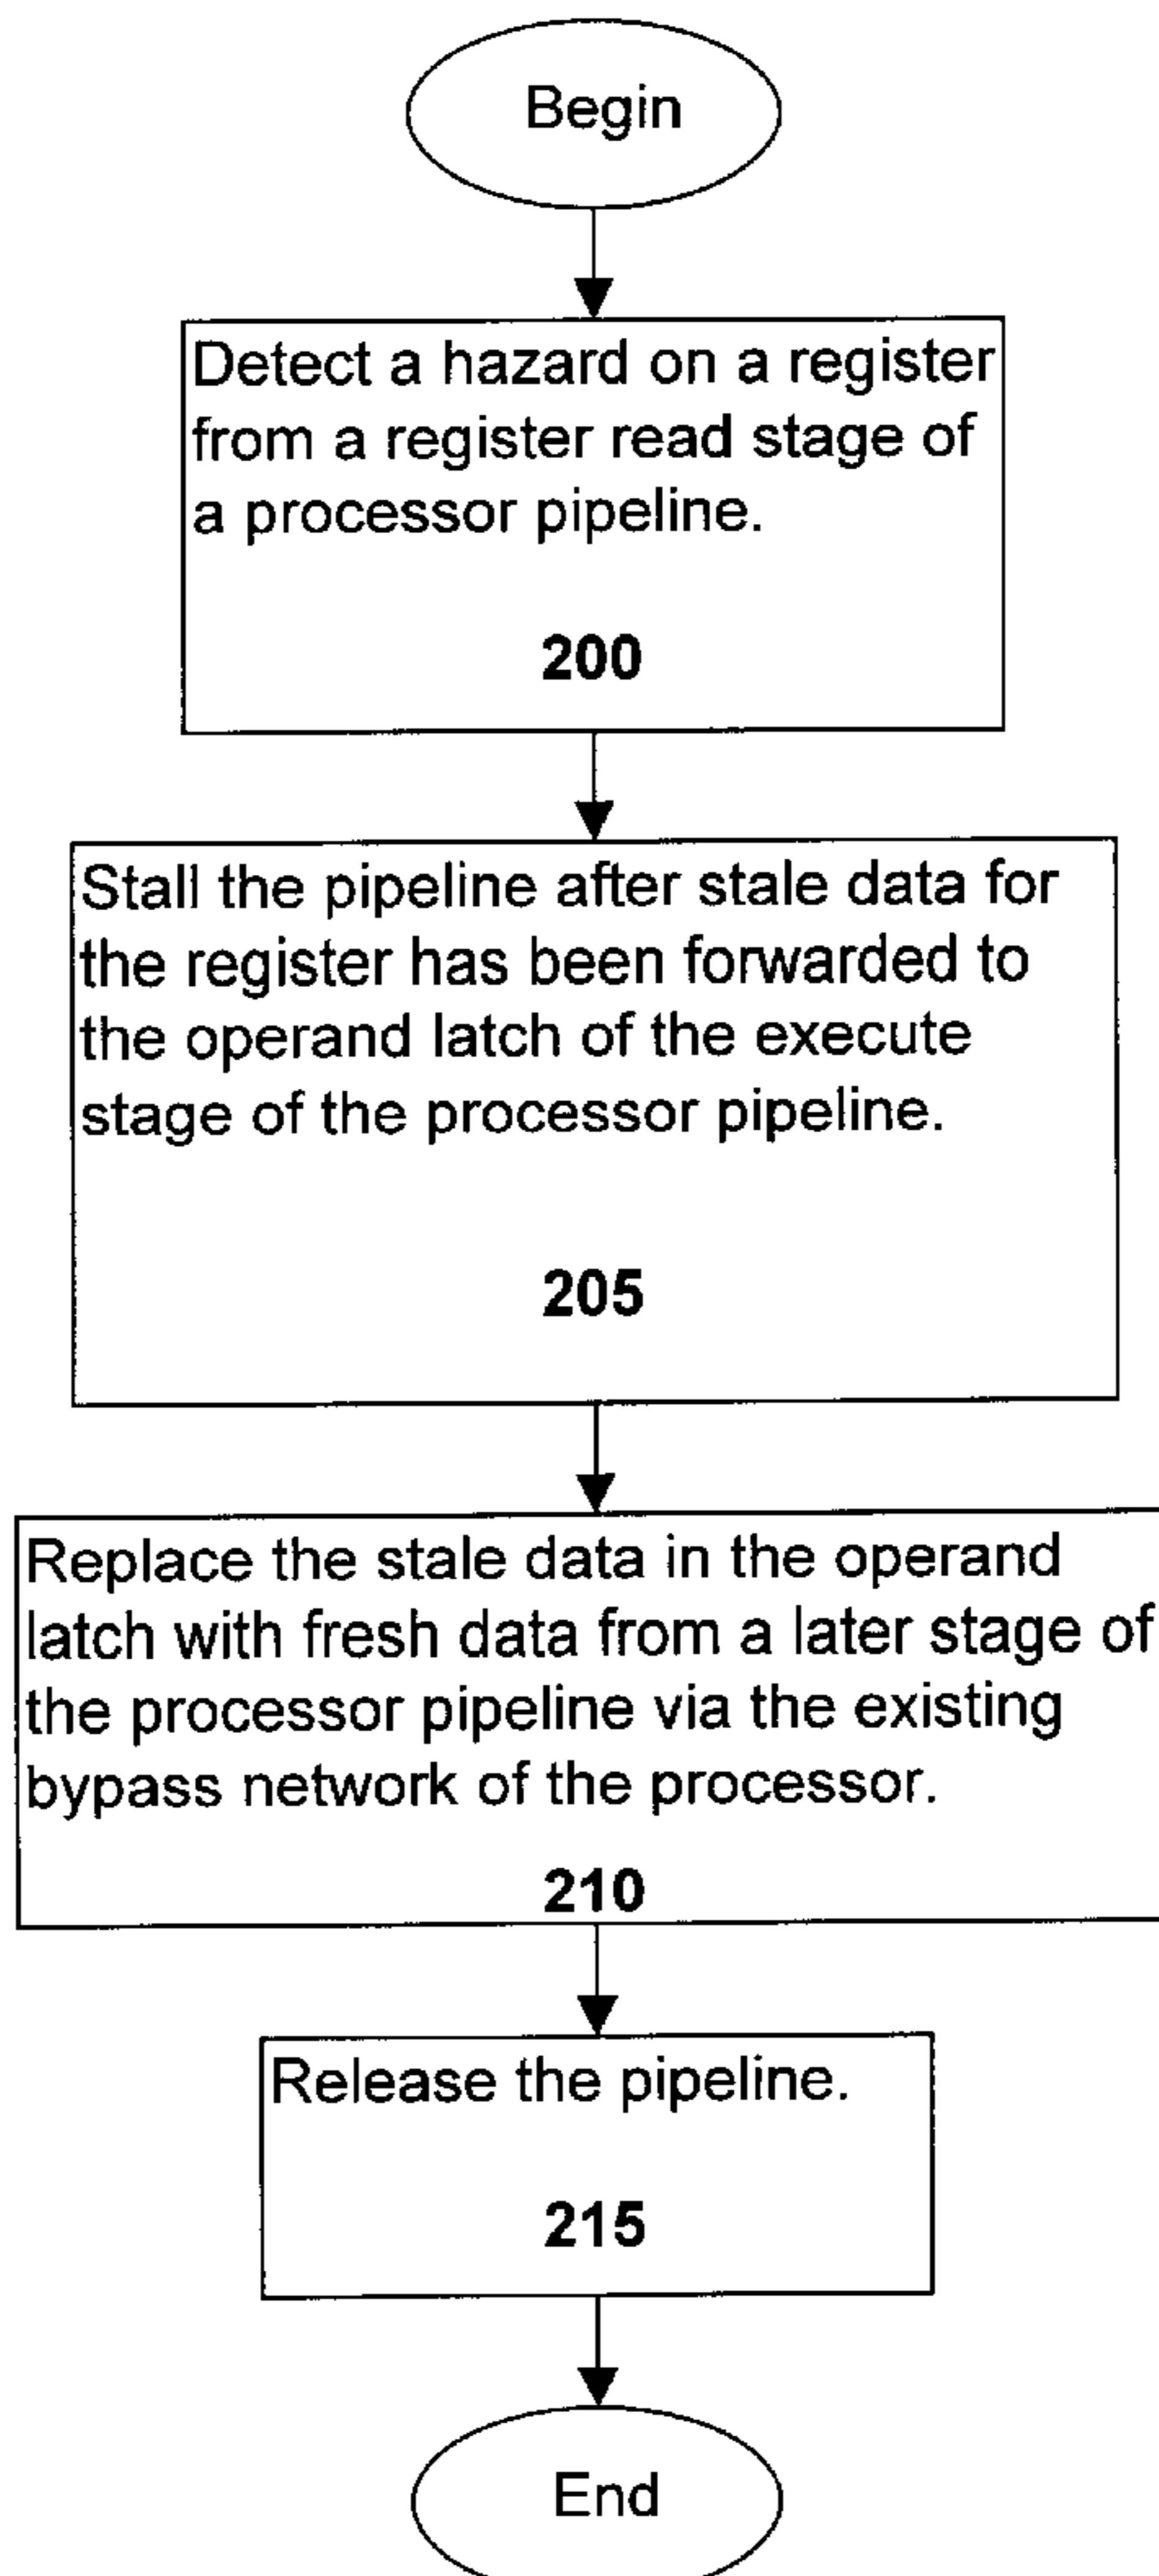 Begin
Detect a hazard on a register
from a register read stage of
a processor pipeline.
200
Stall the pipeline after stale data for
the register has been forwarded to
the operand latch of the execute
stage of the processor pipeline.
205
Replace the stale data in the operand
latch with fresh data from a later stage of
the processor pipeline via the existing
bypass network of the processor.
210
Release the pipeline.
215
End